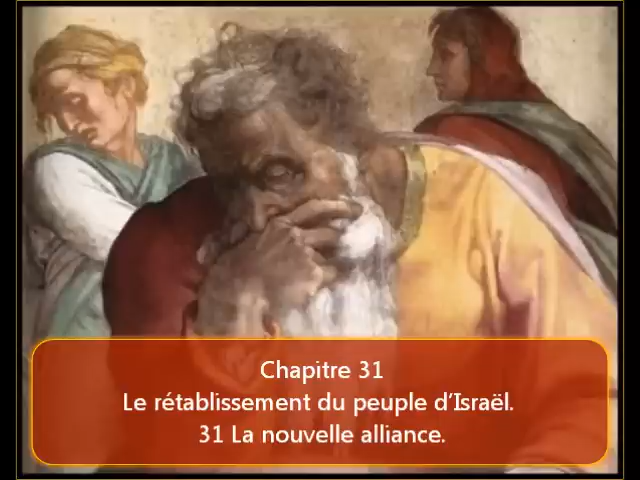 Chapitre 31
Le rétablissement du peuple d’Israël.
31 La nouvelle alliance.